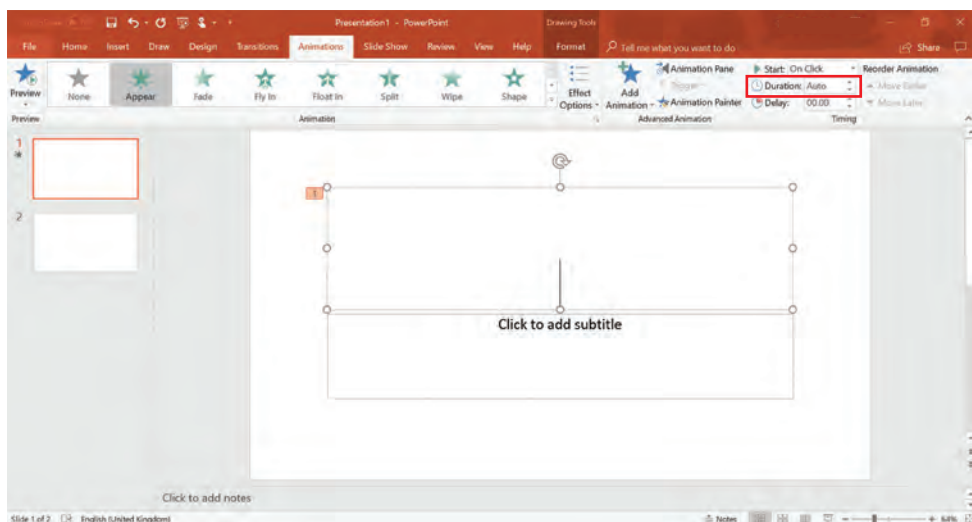 Presentation1 - PowerPoint
Drawing Tools
File Home Insert Draw Design Transitions Animations Slide Show Review View Help Format Tell me what you want to do Share
Preview
None
Appear
Fade
Fly In
Float In
Split
Wipe
Shape
Effect Options
Add Animation
Animation Pane
Trigger
Animation Painter
Start: On Click
Duration: Auto
Delay: 00.00
Reorder Animation
Move Earlier
Move Later
Preview Animation Advanced Animation Timing
1
2
1
Click to add subtitle
Click to add notes
Slide 1 of 2 English (United Kingdom) Notes 64%